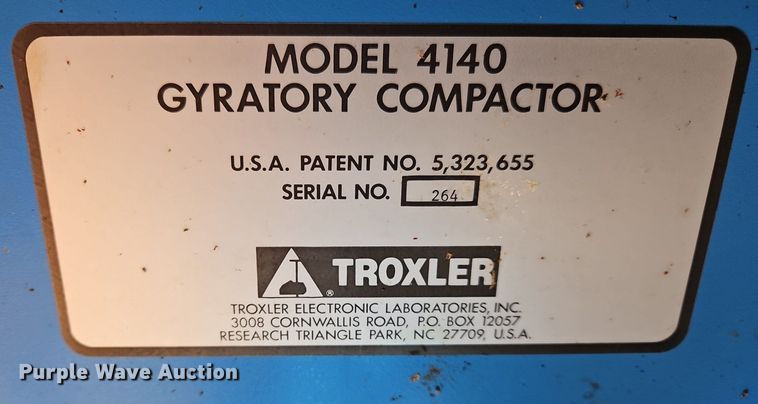 MODEL 4140
GYRATORY COMPACTOR
U.S.A. PATENT NO. 5,323,655
SERIAL NO. 264
® TROXLER
TROXLER ELECTRONIC LABORATORIES, INC.
3008 CORNWALLIS ROAD, P.O. BOX 12057
RESEARCH TRIANGLE PARK, NC 27709, U.S.A.
Purple Wave Auction